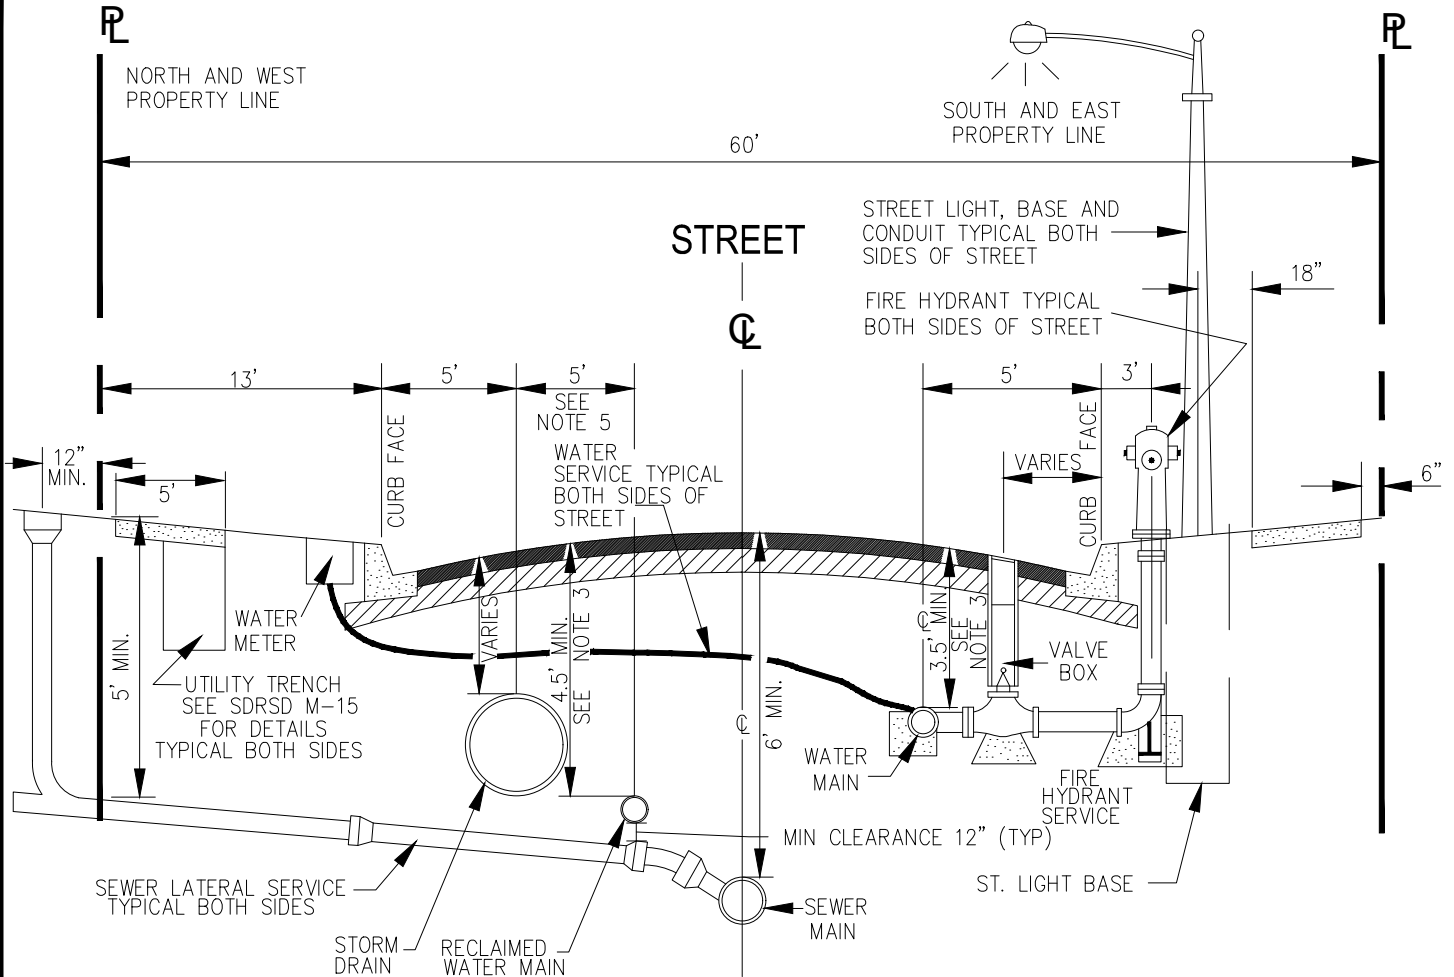 PL
PL
NORTH AND WEST
PROPERTY LINE
SOUTH AND EAST
PROPERTY LINE
60'
STREET
CL
STREET LIGHT, BASE AND
CONDUIT TYPICAL BOTH
SIDES OF STREET
18"
FIRE HYDRANT TYPICAL
BOTH SIDES OF STREET
13'
5'
5'
SEE
NOTE 5
5'
3'
12"
MIN.
5'
CURB FACE
WATER
SERVICE TYPICAL
BOTH SIDES OF
STREET
VARIES
CURB FACE
6"
5' MIN.
WATER
METER
UTILITY TRENCH
SEE SDRSD M-15
FOR DETAILS
TYPICAL BOTH SIDES
VARIES
4.5' MIN.
SEE NOTE 3
CL
6' MIN.
CL
3.5' MIN.
SEE
NOTE 3
VALVE
BOX
WATER
MAIN
FIRE
HYDRANT
SERVICE
MIN CLEARANCE 12" (TYP)
ST. LIGHT BASE
SEWER LATERAL SERVICE
TYPICAL BOTH SIDES
SEWER
MAIN
STORM
DRAIN
RECLAIMED
WATER MAIN